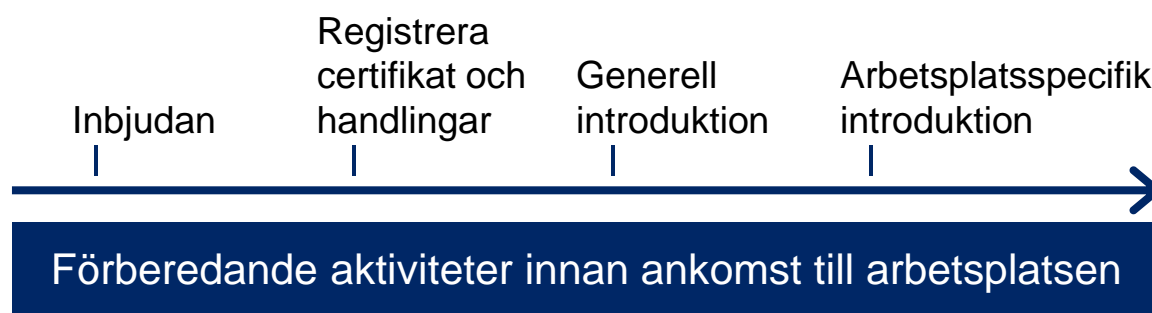 Inbjudan
Registrera
certifikat och
handlingar
Generell
introduktion
Arbetsplatsspecifik
introduktion
Förberedande aktiviteter innan ankomst till arbetsplatsen